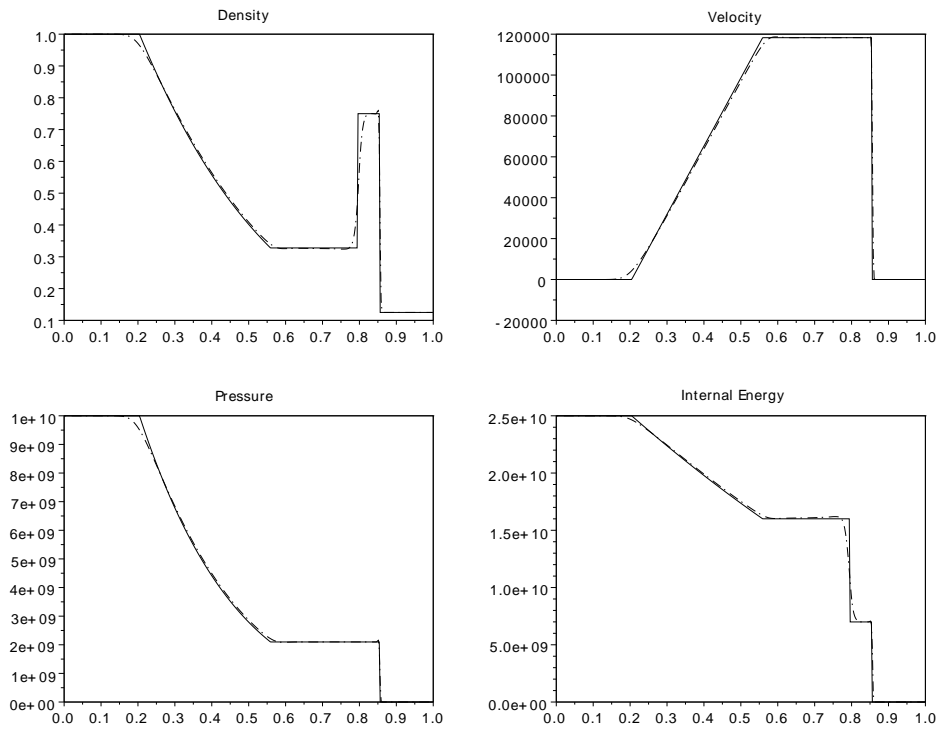 Density
Velocity
1.0
0.9
0.8
0.7
0.6
0.5
0.4
0.3
0.2
0.1
0.0 0.1 0.2 0.3 0.4 0.5 0.6 0.7 0.8 0.9 1.0
120000
100000
80000
60000
40000
20000
0
-20000
0.0 0.1 0.2 0.3 0.4 0.5 0.6 0.7 0.8 0.9 1.0
Pressure
Internal Energy
1e+10
9e+09
8e+09
7e+09
6e+09
5e+09
4e+09
3e+09
2e+09
1e+09
0e+00
0.0 0.1 0.2 0.3 0.4 0.5 0.6 0.7 0.8 0.9 1.0
2.5e+10
2.0e+10
1.5e+10
1.0e+10
5.0e+09
0.0e+00
0.0 0.1 0.2 0.3 0.4 0.5 0.6 0.7 0.8 0.9 1.0